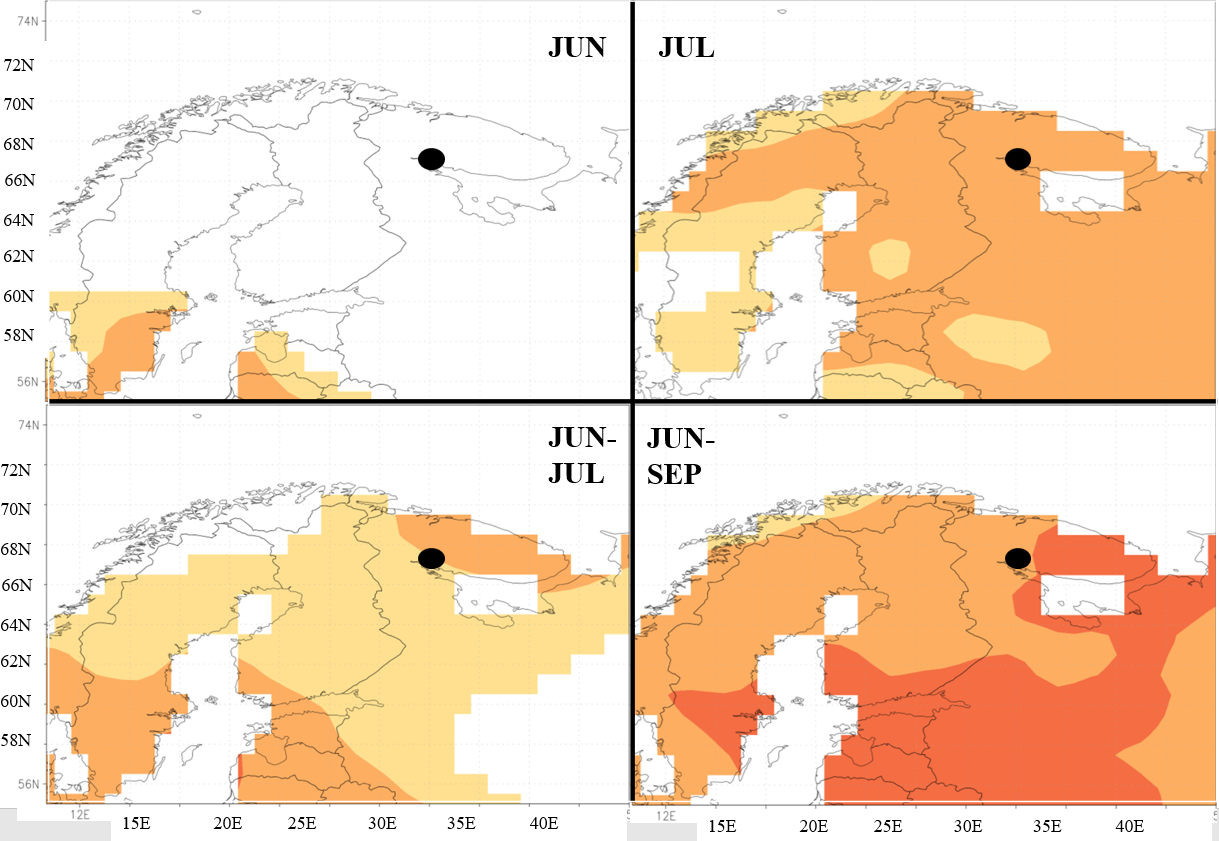 74N
JUN
JUL
72N
70N
68N
66N
64N
62N
60N
58N
56N
74N
JUN-
JUL
JUN-
SEP
72N
70N
68N
66N
64N
62N
60N
58N
56N
12E
15E
20E
25E
30E
35E
40E
12E
15E
20E
25E
30E
35E
40E